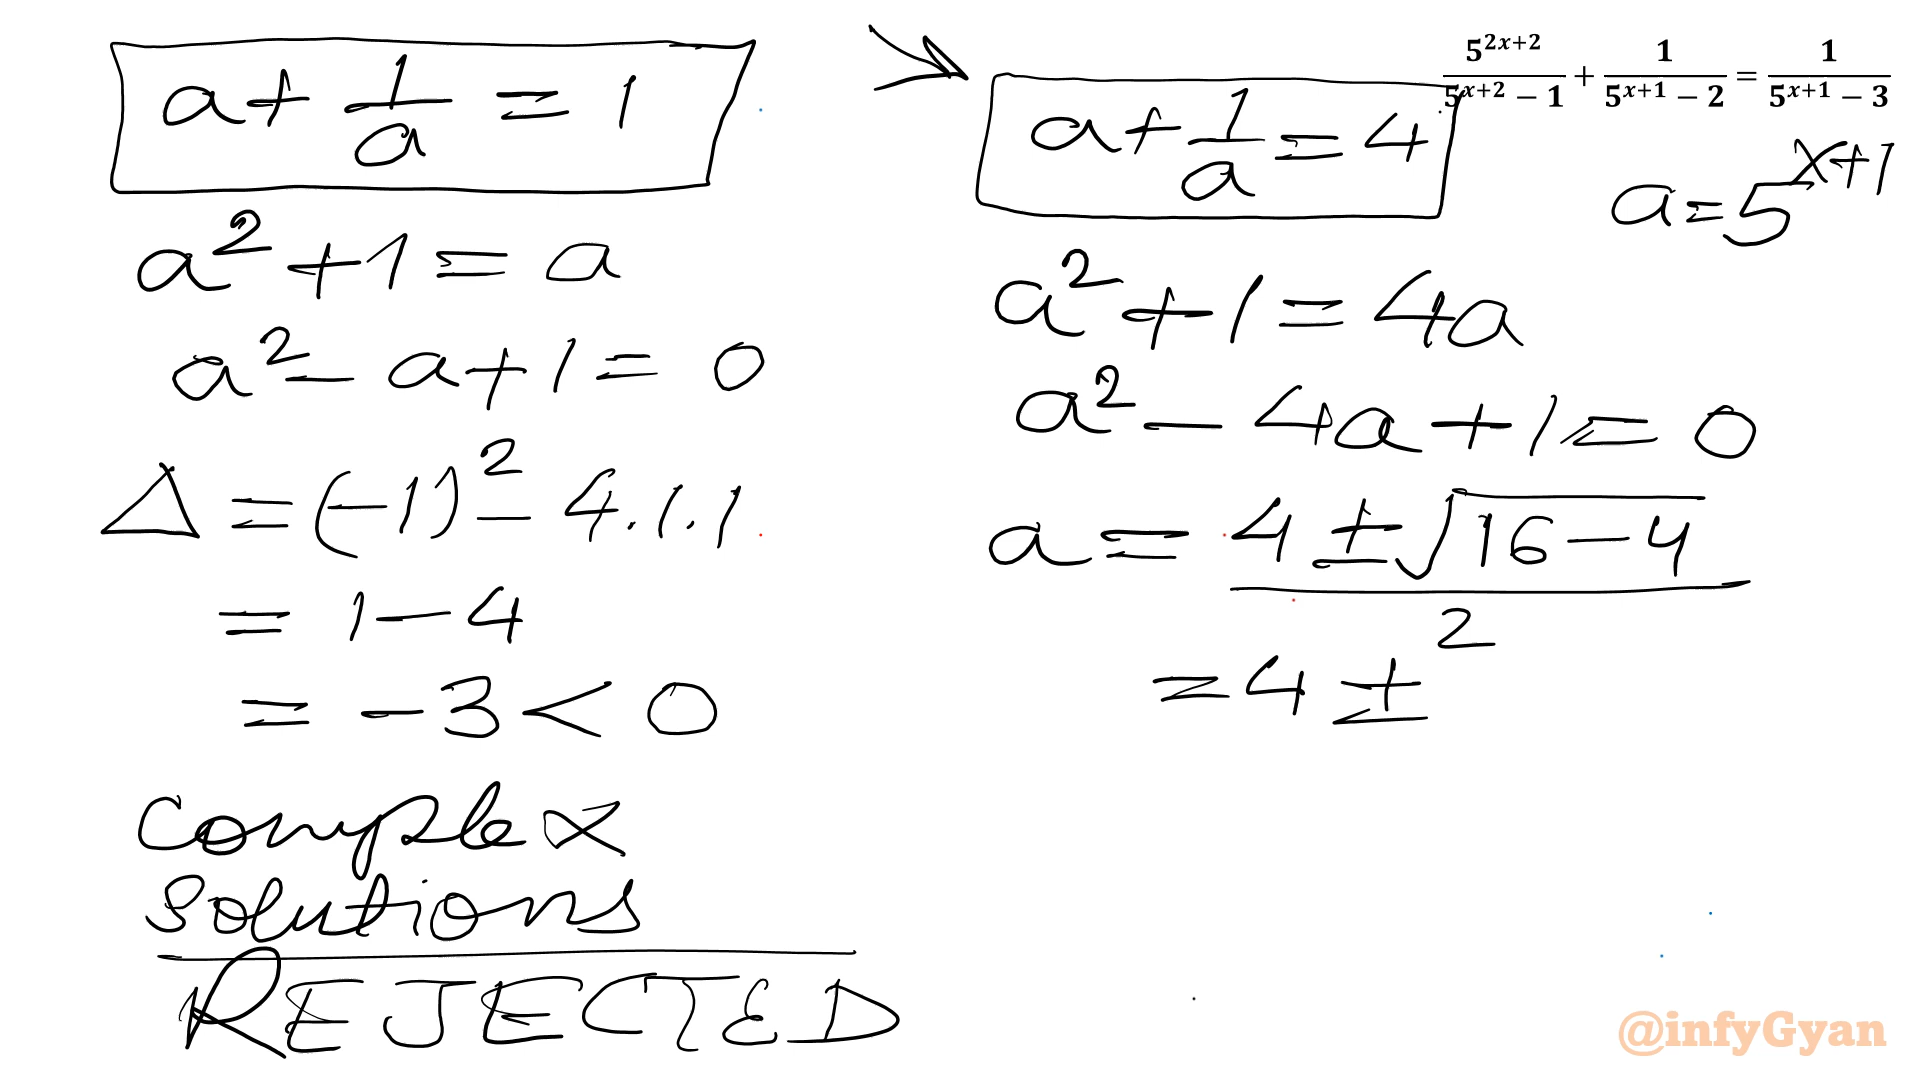 a + 1/a = 1
a² + 1 = a
a² - a + 1 = 0
Δ = (-1)² - 4.1.1
= 1 - 4
= - 3 < 0
complex
solutions
REJECTED
5^{2x+2}/(5^{x+2} - 1) + 1/(5^{x+1} - 2) = 1/(5^{x+1} - 3)
a = 5^{x+1}
a + 1/a = 4
a² + 1 = 4a
a² - 4a + 1 = 0
a = (4 ± √(16 - 4))/2
= 4 ±
@infyGyan